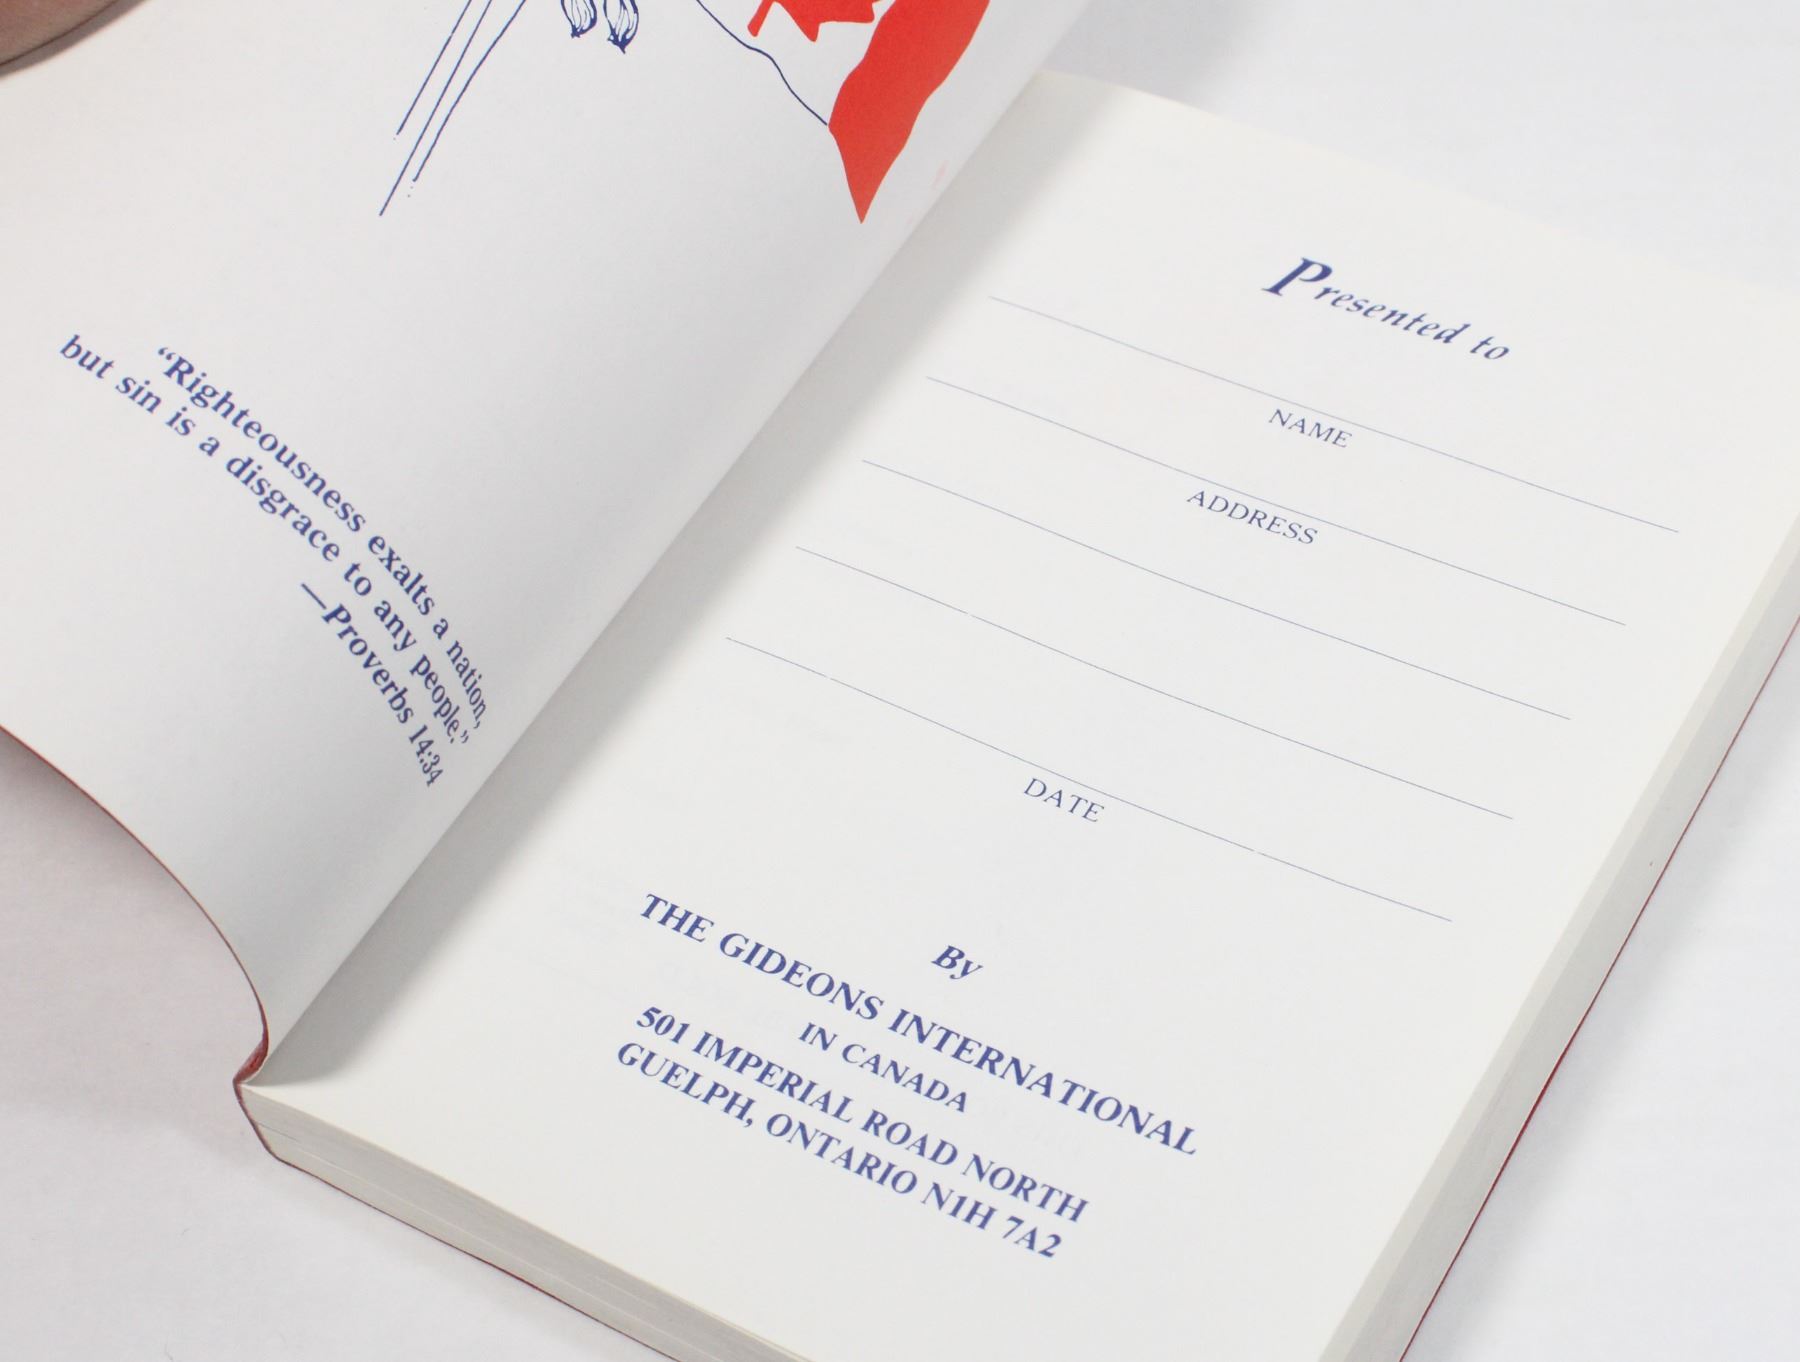 “Righteousness exalts a nation,
but sin is a disgrace to any people.”
—Proverbs 14:34
Presented to
NAME
ADDRESS
DATE
By
THE GIDEONS INTERNATIONAL
IN CANADA
501 IMPERIAL ROAD NORTH
GUELPH, ONTARIO N1H 7A2